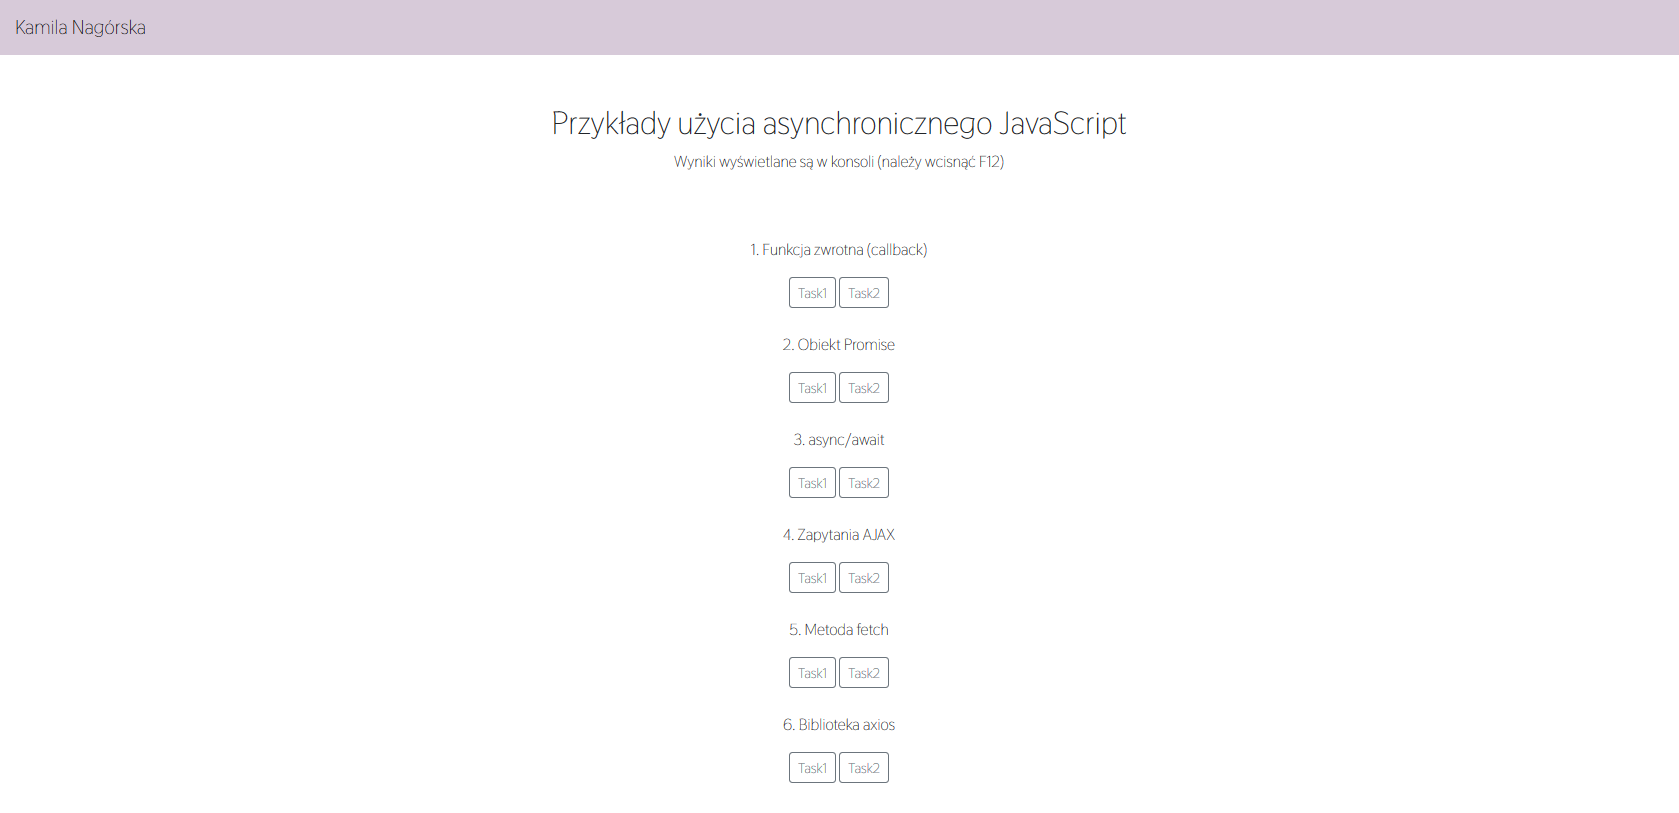 Kamila Nagórska
Przykłady użycia asynchronicznego JavaScript
Wyniki wyświetlane są w konsoli (należy wcisnąć F12)
1. Funkcja zwrotna (callback)
Task1 Task2
2. Obiekt Promise
Task1 Task2
3. async/await
Task1 Task2
4. Zapytania AJAX
Task1 Task2
5. Metoda fetch
Task1 Task2
6. Biblioteka axios
Task1 Task2